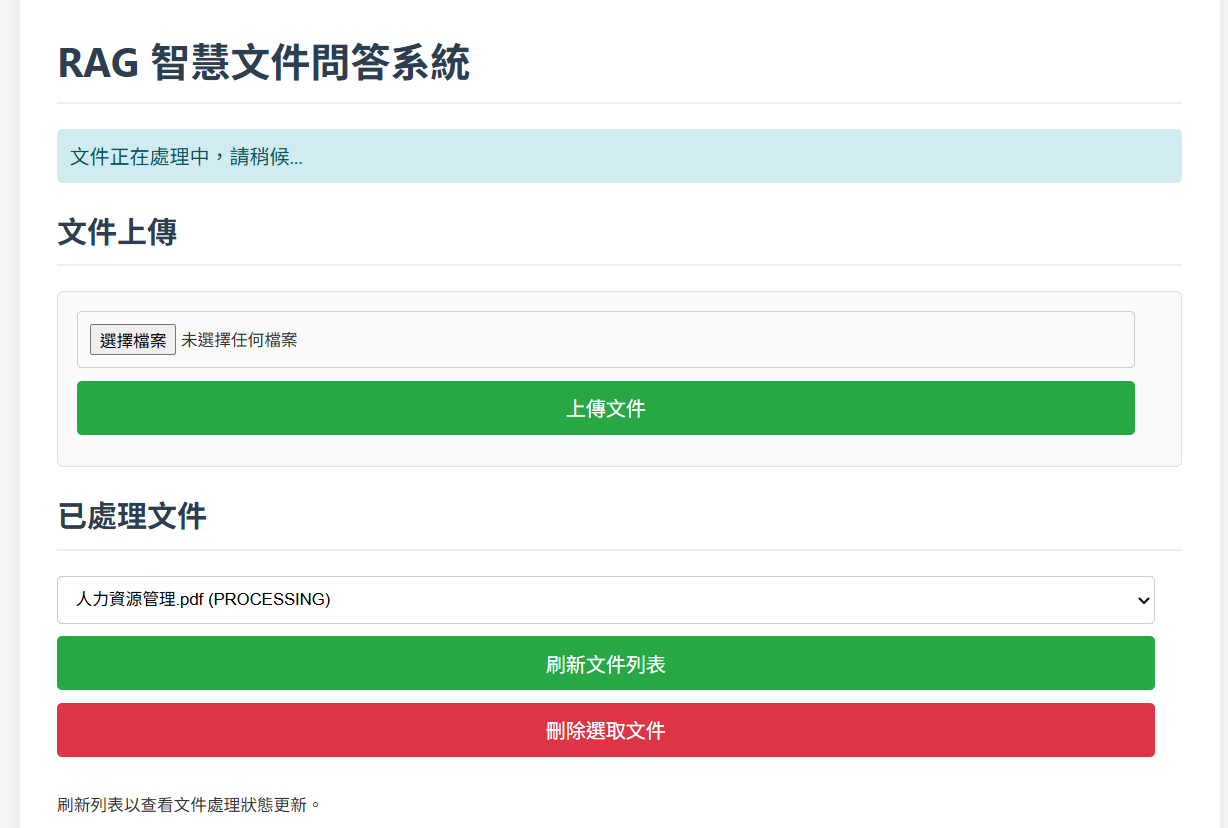 RAG 智慧文件問答系統
文件正在處理中，請稍候...
文件上傳
選擇檔案 未選擇任何檔案
上傳文件
已處理文件
人力資源管理.pdf (PROCESSING)
刷新文件列表
刪除選取文件
刷新列表以查看文件處理狀態更新。